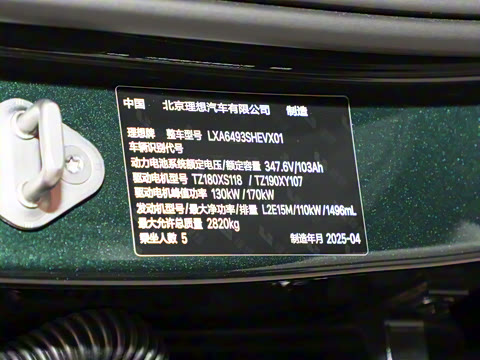 中国 北京理想汽车有限公司 制造
理想牌 整车型号 LXA6493SHEVX01
车辆识别代号
动力电池系统额定电压/额定容量 347.6V/103Ah
驱动电机型号 TZ180XS118 / TZ190XY107
驱动电机峰值功率 130kW / 170kW
发动机型号/最大净功率/排量 L2E15M/110kW/1496mL
最大允许总质量 2820kg
乘坐人数 5 制造年月 2025-04